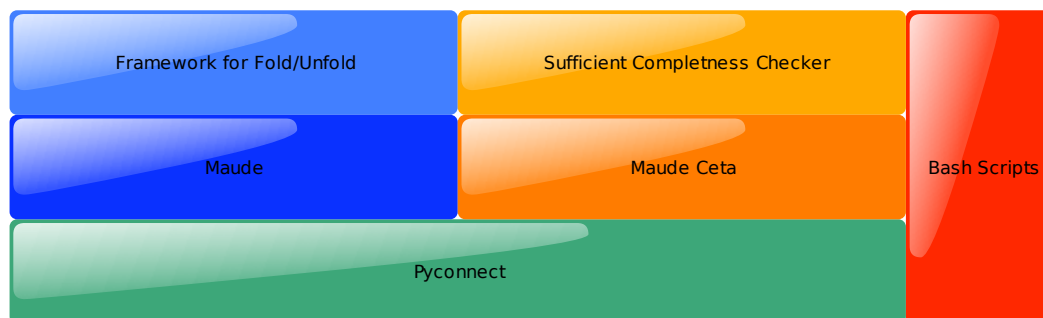 Framework for Fold/Unfold
Sufficient Completness Checker
Maude
Maude Ceta
Bash Scripts
Pyconnect